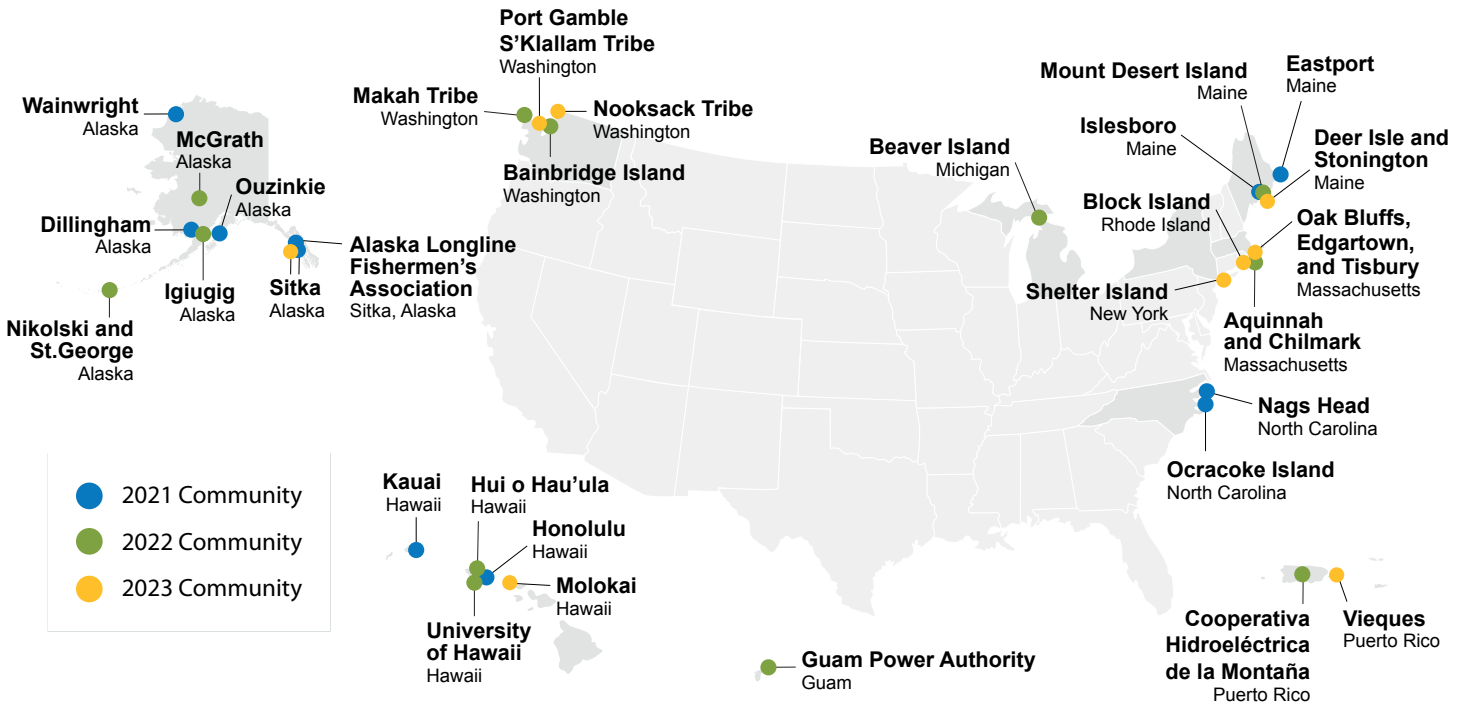 Wainwright
Alaska
McGrath
Alaska
Ouzinkie
Alaska
Dillingham
Alaska
Igiugig
Alaska
Nikolski and
St.George
Alaska
Sitka
Alaska
Alaska Longline
Fishermen's
Association
Sitka, Alaska
Port Gamble
S'Klallam Tribe
Washington
Makah Tribe
Washington
Nooksack Tribe
Washington
Bainbridge Island
Washington
Beaver Island
Michigan
Mount Desert Island
Maine
Eastport
Maine
Islesboro
Maine
Deer Isle and
Stonington
Maine
Block Island
Rhode Island
Oak Bluffs,
Edgartown,
and Tisbury
Massachusetts
Shelter Island
New York
Aquinnah
and Chilmark
Massachusetts
Nags Head
North Carolina
Ocracoke Island
North Carolina
2021 Community
2022 Community
2023 Community
Kauai
Hawaii
Hui o Hau'ula
Hawaii
Honolulu
Hawaii
Molokai
Hawaii
University
of Hawaii
Hawaii
Guam Power Authority
Guam
Cooperativa
Hidroeléctrica
de la Montaña
Puerto Rico
Vieques
Puerto Rico